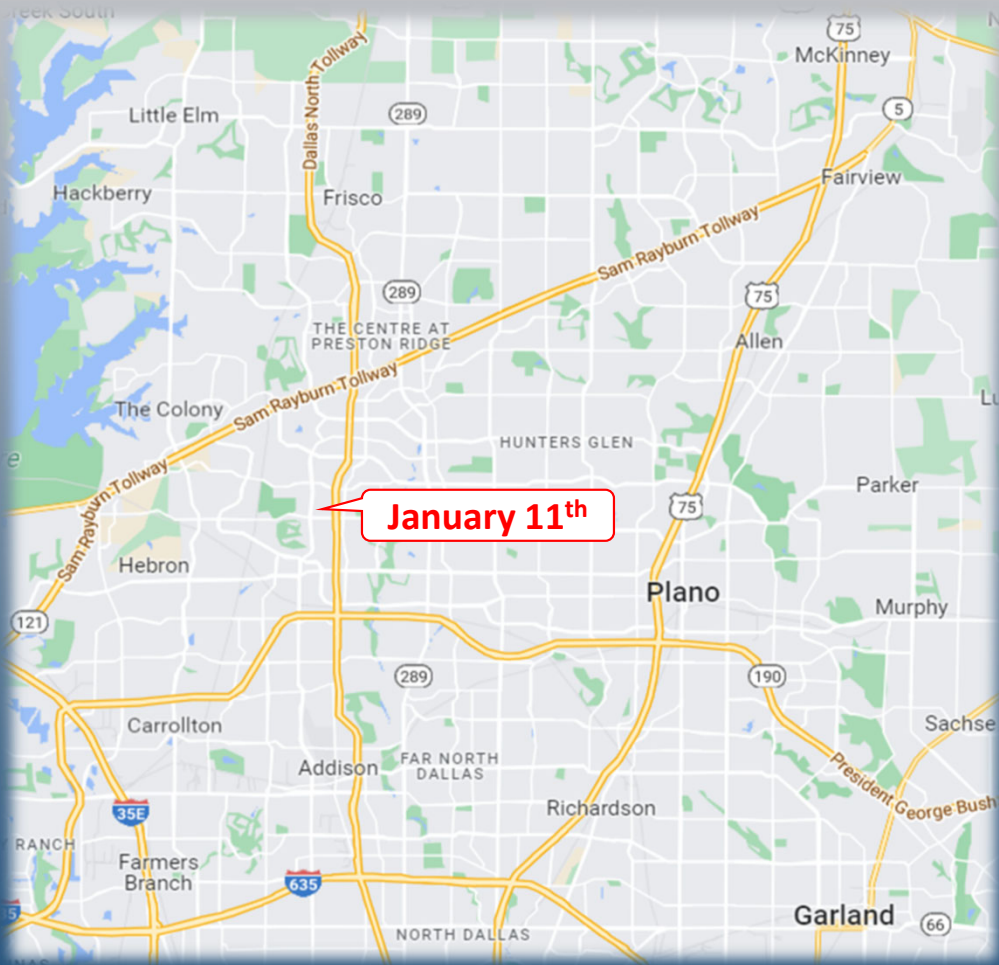 reek South
75
McKinney
Dallas North Tollway
Little Elm
289
5
Hackberry
Frisco
Fairview
Sam Rayburn Tollway
289
75
THE CENTRE AT
PRESTON RIDGE
Allen
Sam Rayburn Tollway
The Colony
HUNTERS GLEN
Sam Rayburn Tollway
Parker
75
January 11th
Hebron
Plano
Murphy
121
289
190
Carrollton
Sachse
Addison
FAR NORTH
DALLAS
President George Bush
Richardson
35E
RANCH
Farmers
Branch
635
Garland
66
NORTH DALLAS